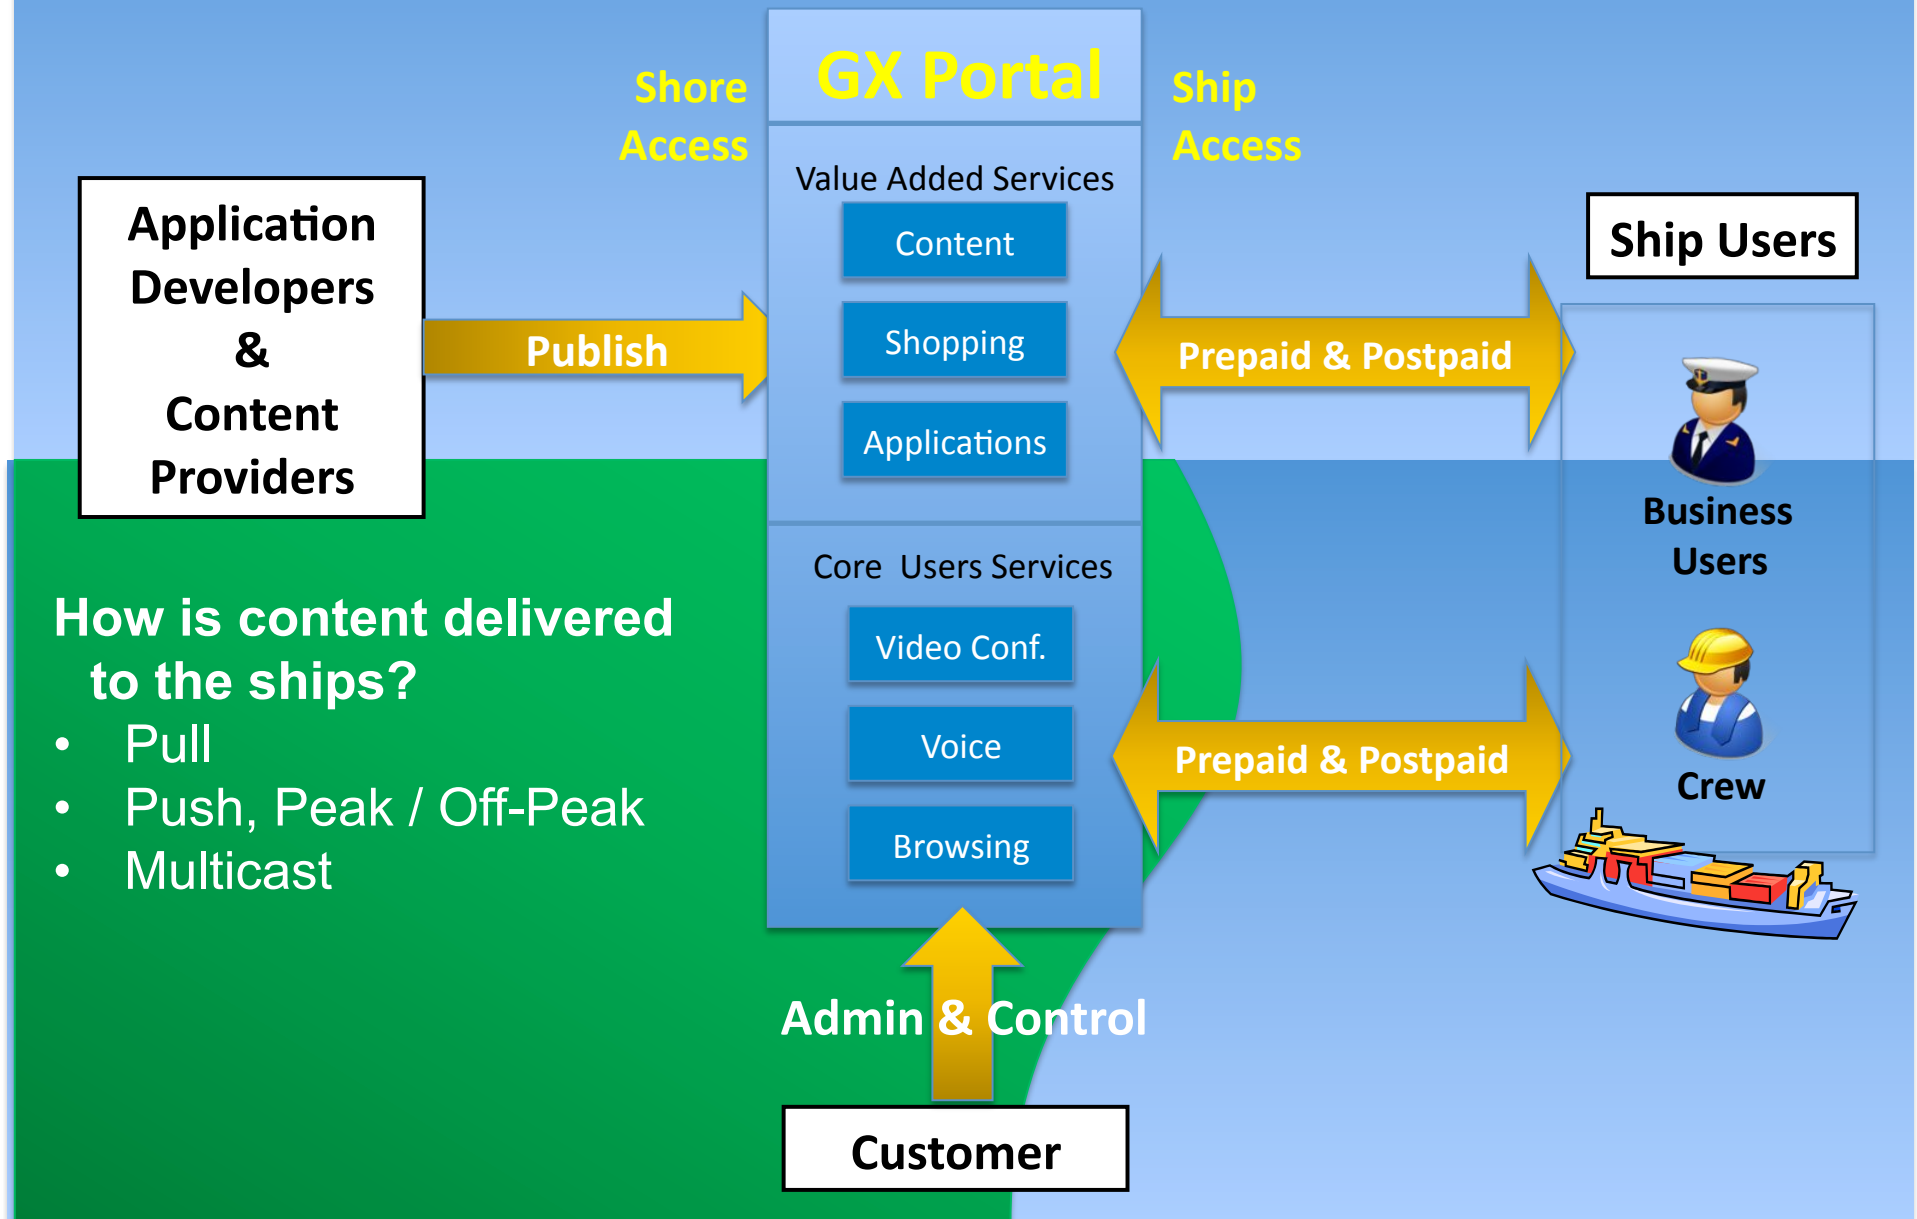 GX Portal
Shore
Access
Ship
Access
Application
Developers
&
Content
Providers
Publish
Value Added Services
Content
Shopping
Applications
Prepaid & Postpaid
Ship Users
Business
Users
Crew
Core  Users Services
Video Conf.
Voice
Browsing
Prepaid & Postpaid
How is content delivered
to the ships?
• Pull
• Push, Peak / Off-Peak
• Multicast
Admin & Control
Customer